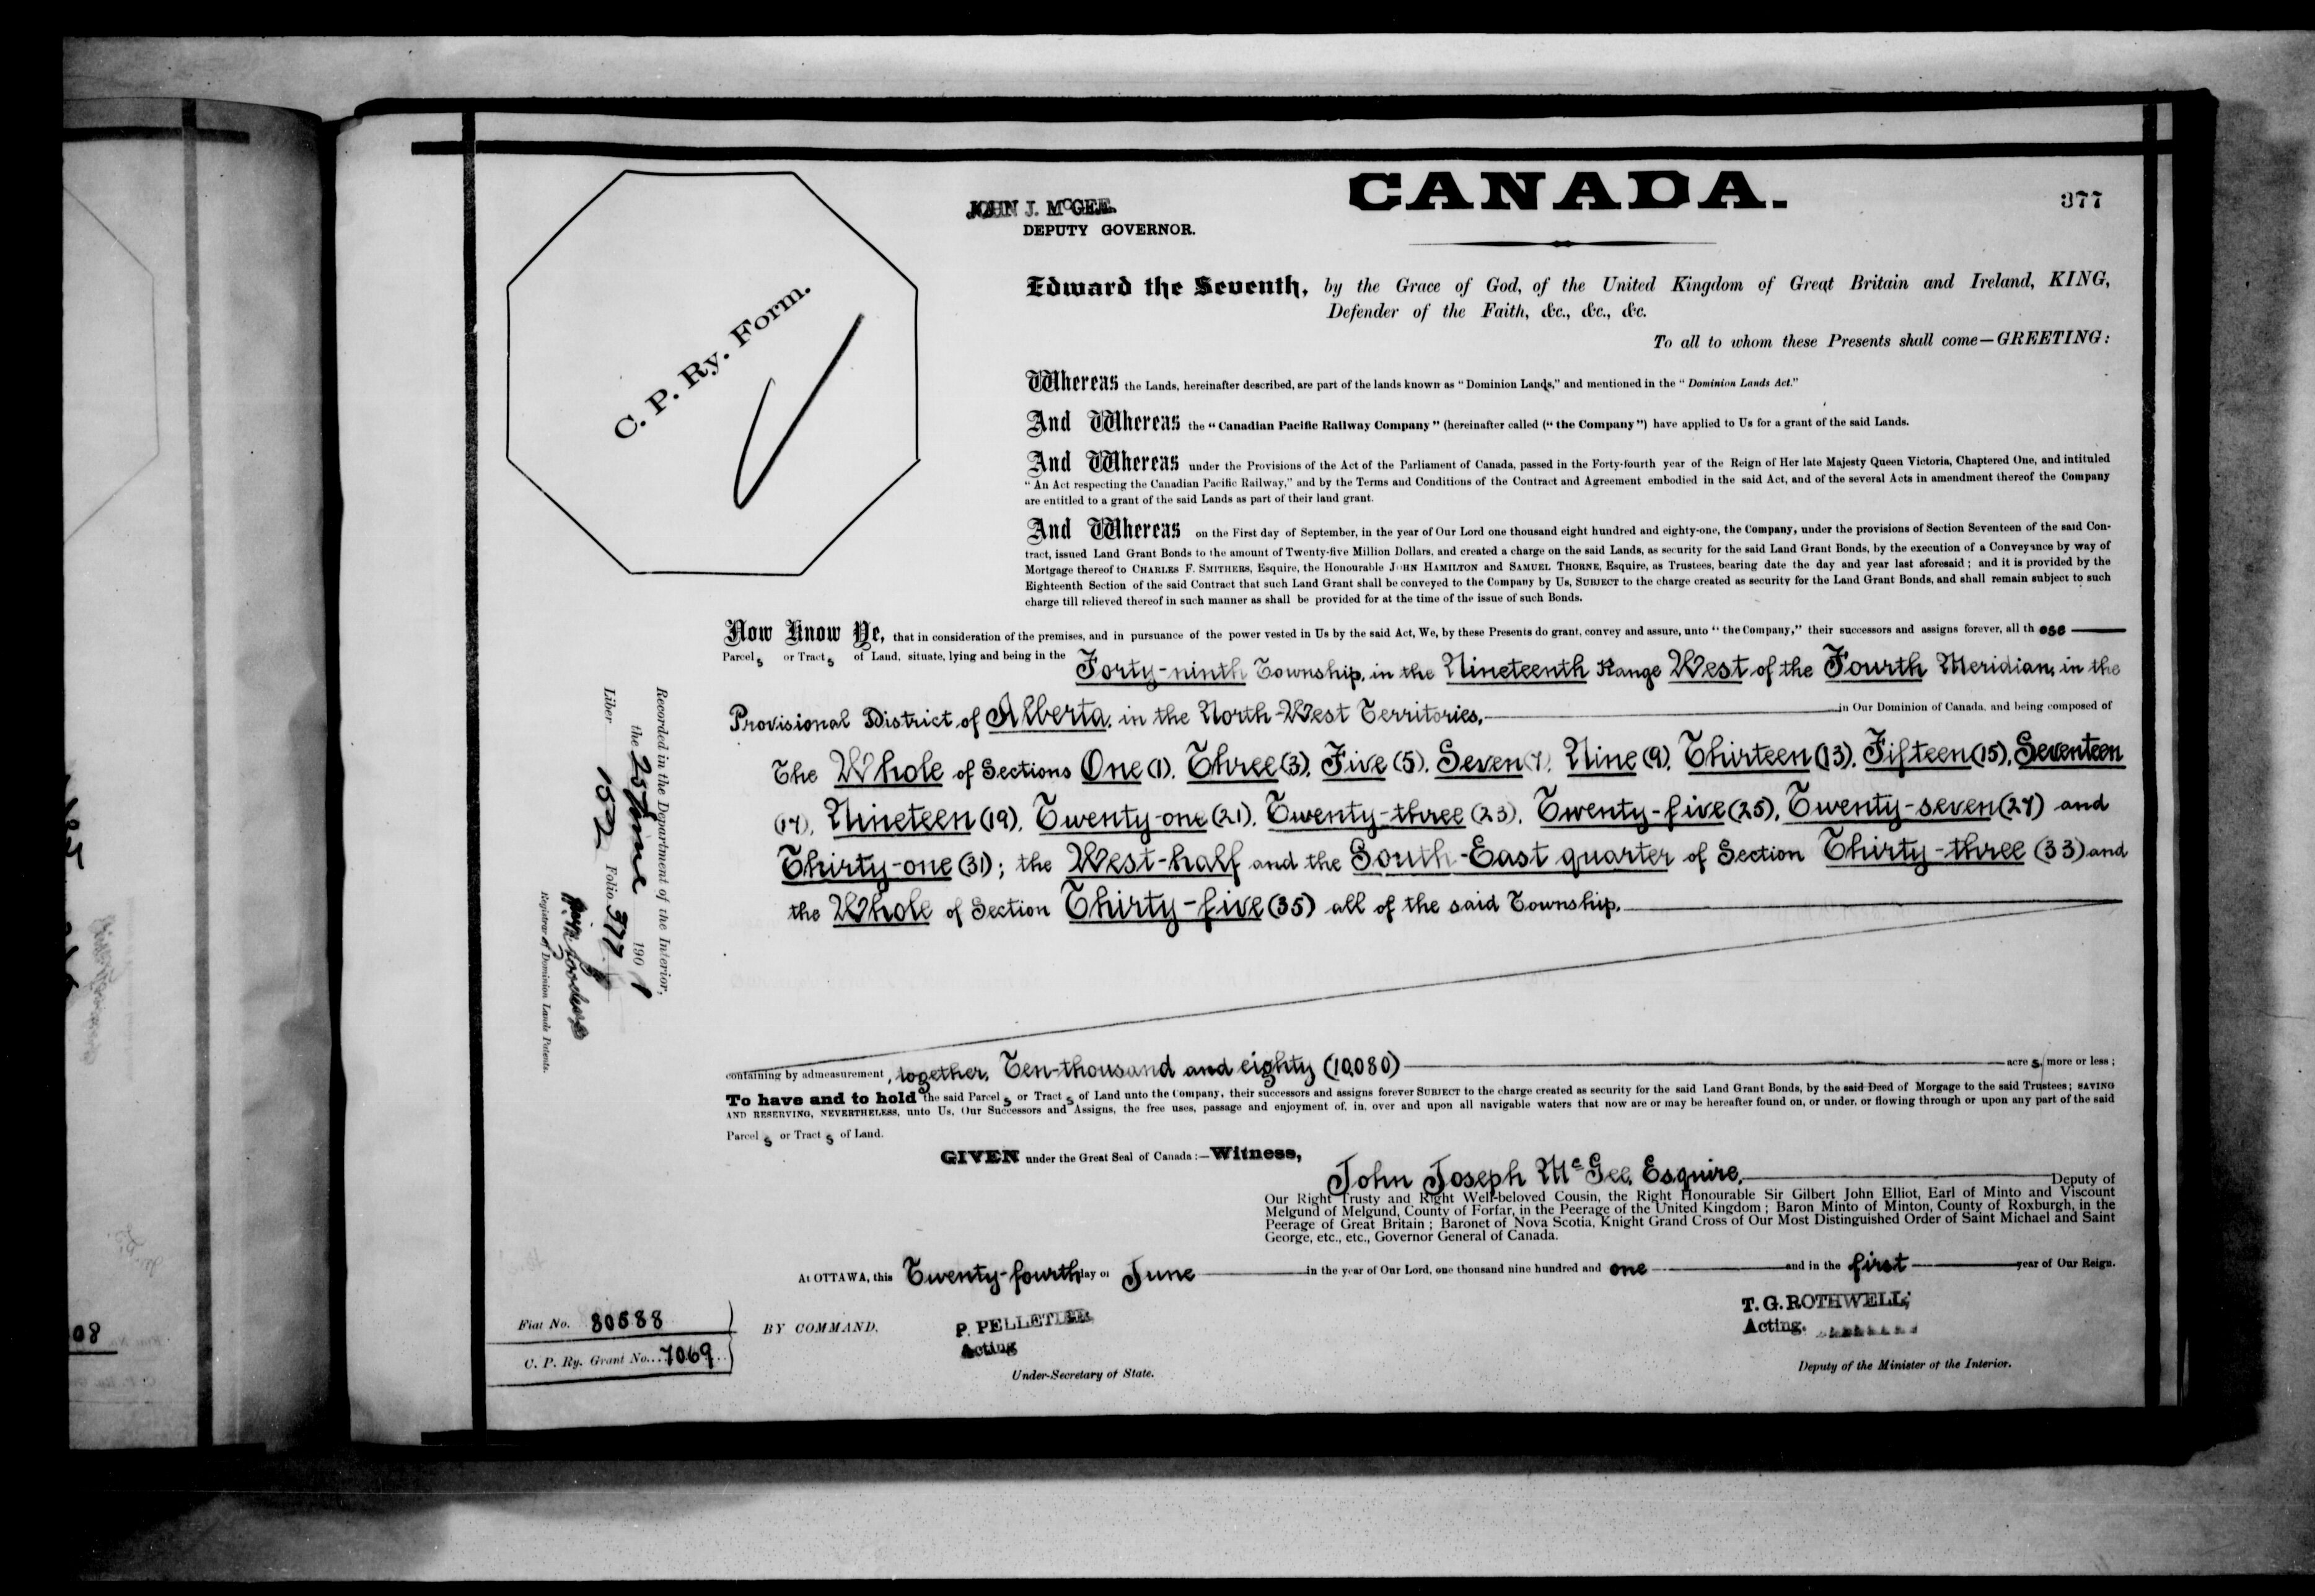 CANADA.
377
JOHN J. McGEE.
DEPUTY GOVERNOR.
C. P. Ry. Form.
Edward the Seventh, by the Grace of God, of the United Kingdom of Great Britain and Ireland, KING,
Defender of the Faith, &c., &c., &c.
To all to whom these Presents shall come—GREETING:
Whereas the Lands, hereinafter described, are part of the lands known as "Dominion Lands," and mentioned in the "Dominion Lands Act."
And Whereas the "Canadian Pacific Railway Company" (hereinafter called ("the Company") have applied to Us for a grant of the said Lands.
And Whereas under the Provisions of the Act of the Parliament of Canada, passed in the Forty-fourth year of the Reign of Her late Majesty Queen Victoria, Chaptered One, and intituled
"An Act respecting the Canadian Pacific Railway," and by the Terms and Conditions of the Contract and Agreement embodied in the said Act, and of the several Acts in amendment thereof the Company
are entitled to a grant of the said Lands as part of their land grant.
And Whereas on the First day of September, in the year of Our Lord one thousand eight hundred and eighty-one, the Company, under the provisions of Section Seventeen of the said Con-
tract, issued Land Grant Bonds to the amount of Twenty-five Million Dollars, and created a charge on the said Lands, as security for the said Land Grant Bonds, by the execution of a Conveyance by way of
Mortgage thereof to CHARLES F. SMITHERS, Esquire, the Honourable JOHN HAMILTON and SAMUEL THORNE, Esquire, as Trustees, bearing date the day and year last aforesaid; and it is provided by the
Eighteenth Section of the said Contract that such Land Grant shall be conveyed to the Company by Us, SUBJECT to the charge created as security for the Land Grant Bonds, and shall remain subject to such
charge till relieved thereof in such manner as shall be provided for at the time of the issue of such Bonds.
Now Know Ye, that in consideration of the premises, and in pursuance of the power vested in Us by the said Act, We, by these Presents do grant, convey and assure, unto "the Company," their successors and assigns forever, all th ose
Parcel s or Tract s of Land, situate, lying and being in the Forty-ninth Township, in the Nineteenth Range West of the Fourth Meridian, in the
Provisional District of Alberta, in the North-West Territories, in Our Dominion of Canada, and being composed of
The Whole of Sections One (1), Three (3), Five (5), Seven (7), Nine (9), Thirteen (13), Fifteen (15), Seventeen
(17), Nineteen (19), Twenty-one (21), Twenty-three (23), Twenty-five (25), Twenty-seven (27) and
Thirty-one (31); the West-half and the South-East quarter of Section Thirty-three (33) and
the Whole of Section Thirty-five (35) all of the said Township.
containing by admeasurement, together, Ten-thousand and eighty (10,080) acre s, more or less;
To have and to hold the said Parcel s or Tract s of Land unto the Company, their successors and assigns forever SUBJECT to the charge created as security for the said Land Grant Bonds, by the said Deed of Morgage to the said Trustees; SAVING
AND RESERVING, NEVERTHELESS, unto Us, Our Successors and Assigns, the free uses, passage and enjoyment of, in, over and upon all navigable waters that now are or may be hereafter found on, or under, or flowing through or upon any part of the said
Parcel s or Tract s of Land.
GIVEN under the Great Seal of Canada:—Witness,
John Joseph McGee, Esquire, Deputy of
Our Right Trusty and Right Well-beloved Cousin, the Right Honourable Sir Gilbert John Elliot, Earl of Minto and Viscount
Melgund of Melgund, County of Forfar, in the Peerage of the United Kingdom; Baron Minto of Minton, County of Roxburgh, in the
Peerage of Great Britain; Baronet of Nova Scotia, Knight Grand Cross of Our Most Distinguished Order of Saint Michael and Saint
George, etc., etc., Governor General of Canada.
At OTTAWA, this Twenty-fourth day of June in the year of Our Lord, one thousand nine hundred and one and in the first year of Our Reign.
BY COMMAND,
P. PELLETIER
Acting
Under-Secretary of State.
T. G. ROTHWELL,
Acting.
Deputy of the Minister of the Interior.
Fiat No. 80588
C. P. Ry. Grant No. 7069
Recorded in the Department of the Interior,
the 25 June 1901
Liber 152 Folio 377
Registrar of Dominion Lands Patents.
08